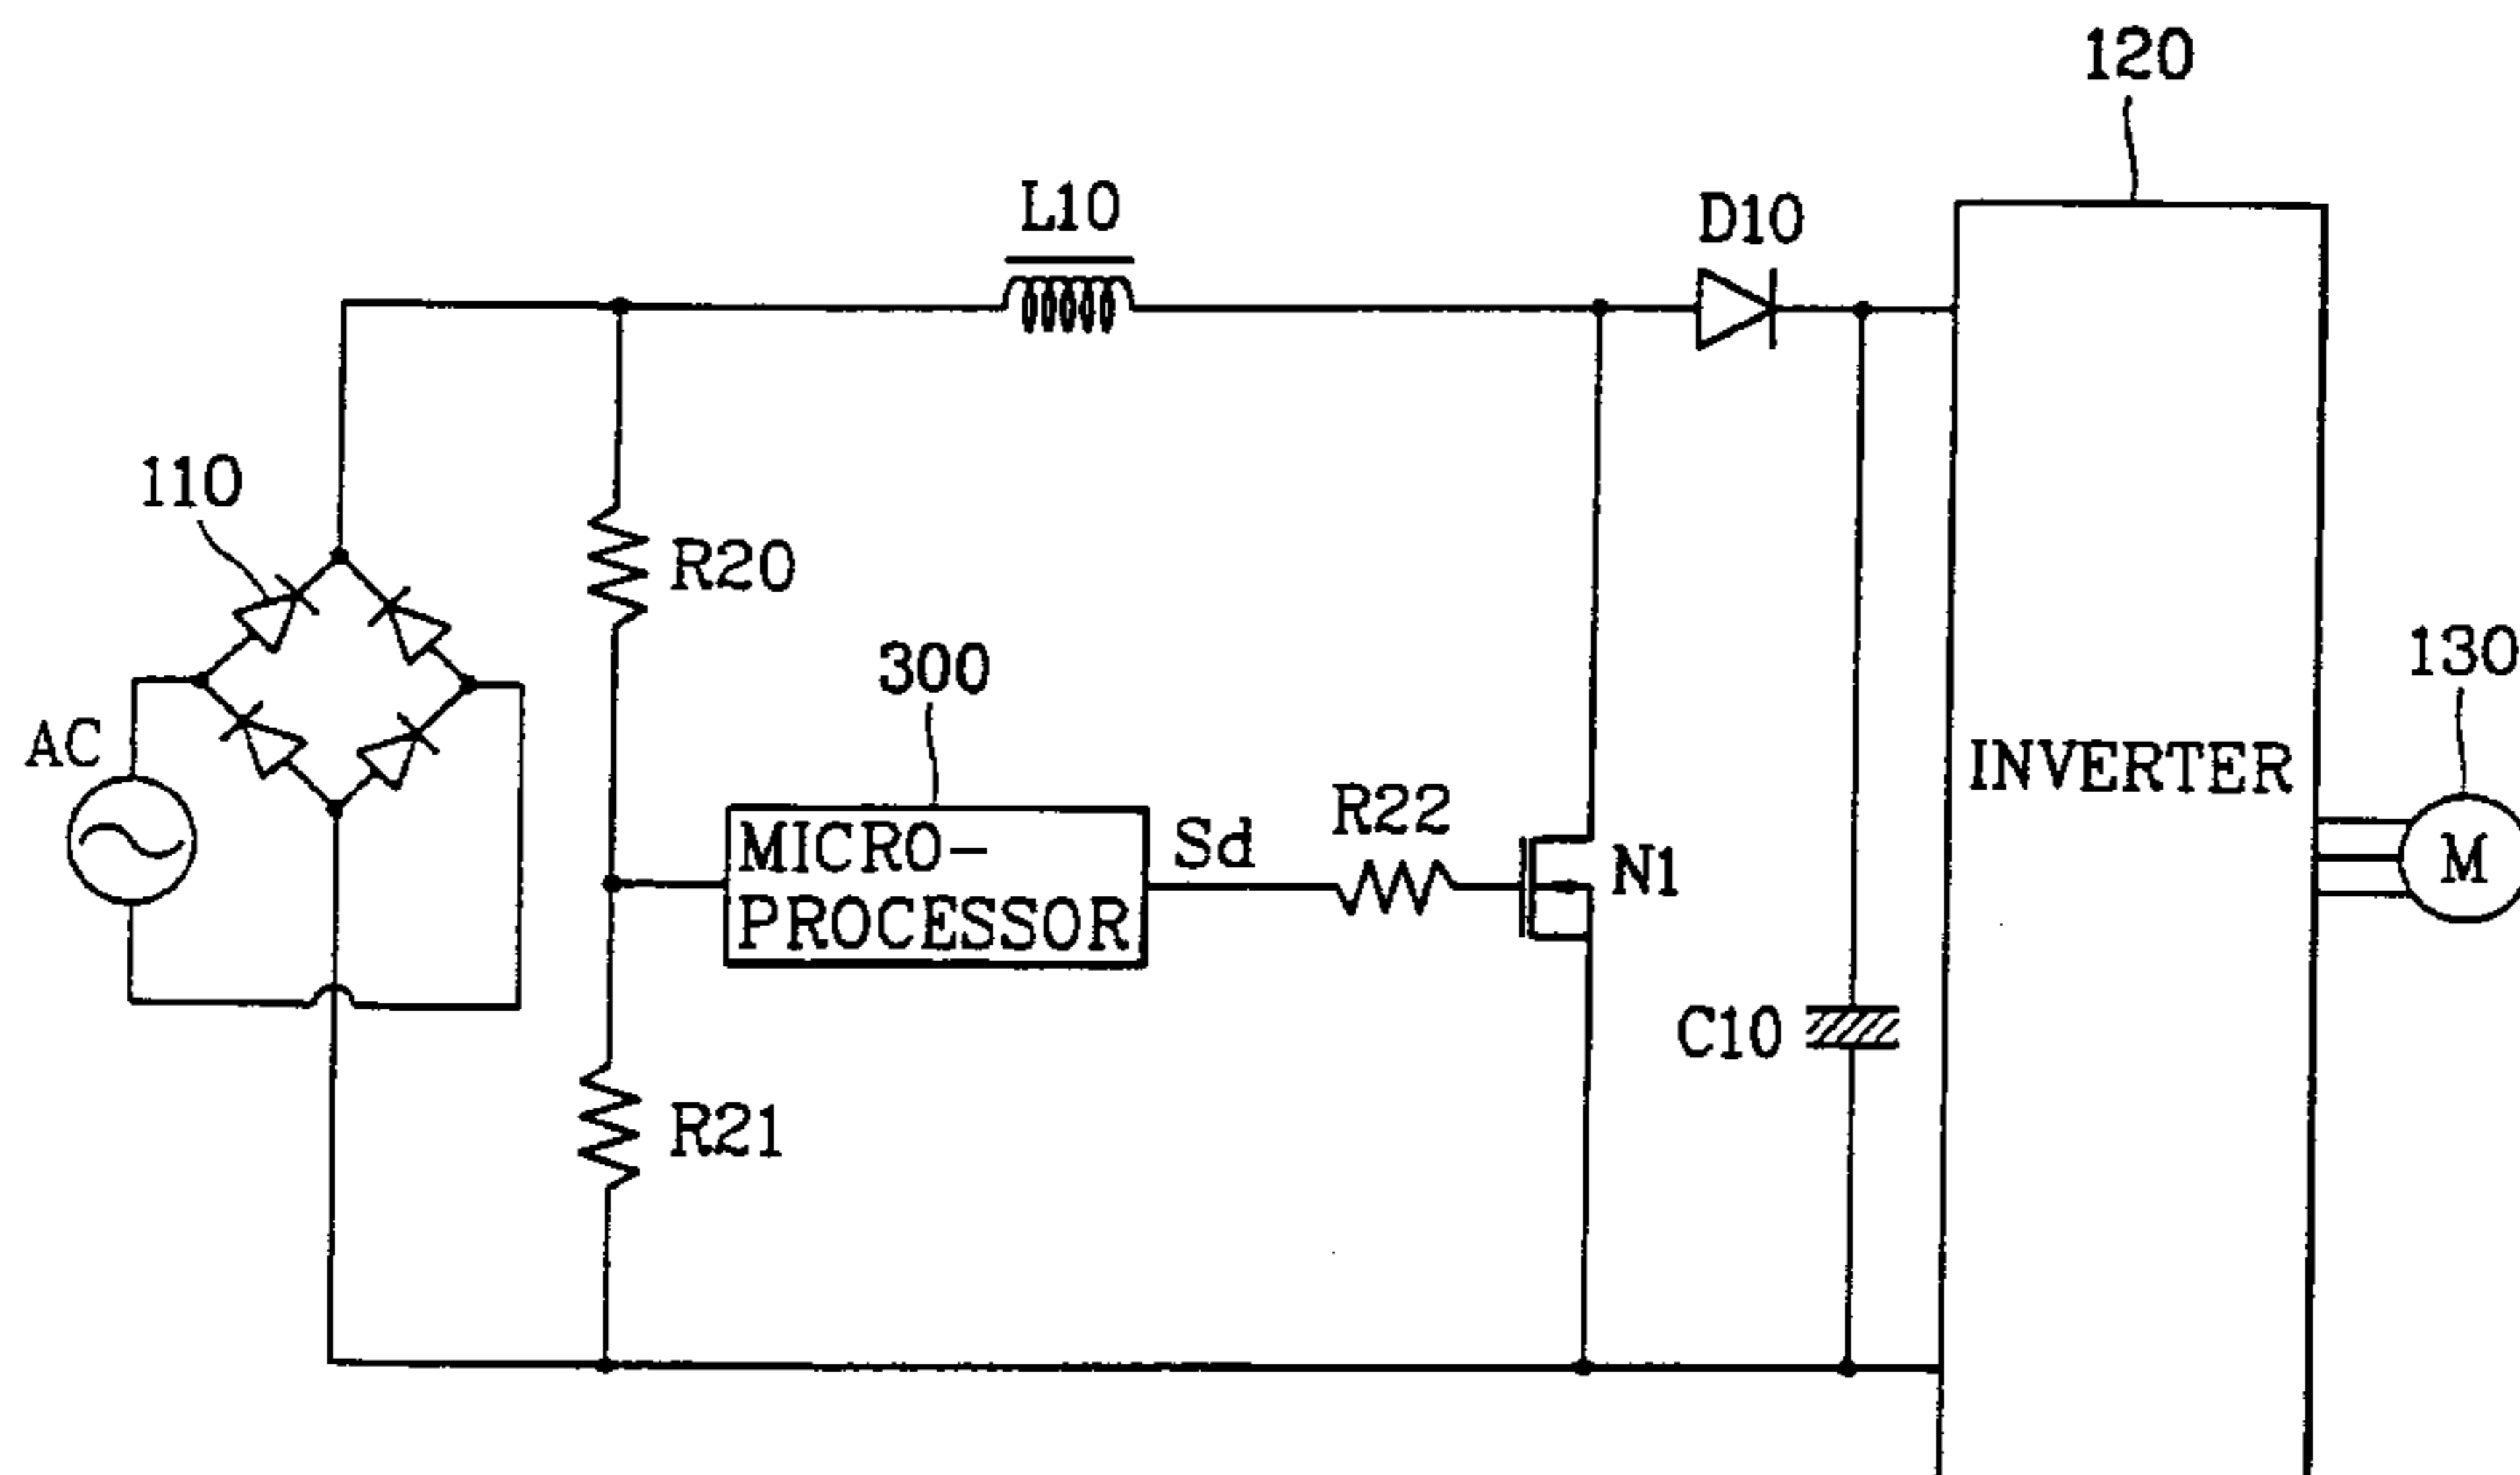 120
L10
D10
110
R20
300
130
AC
INVERTER
R22
MICRO-
PROCESSOR
Sd
N1
M
C10
R21